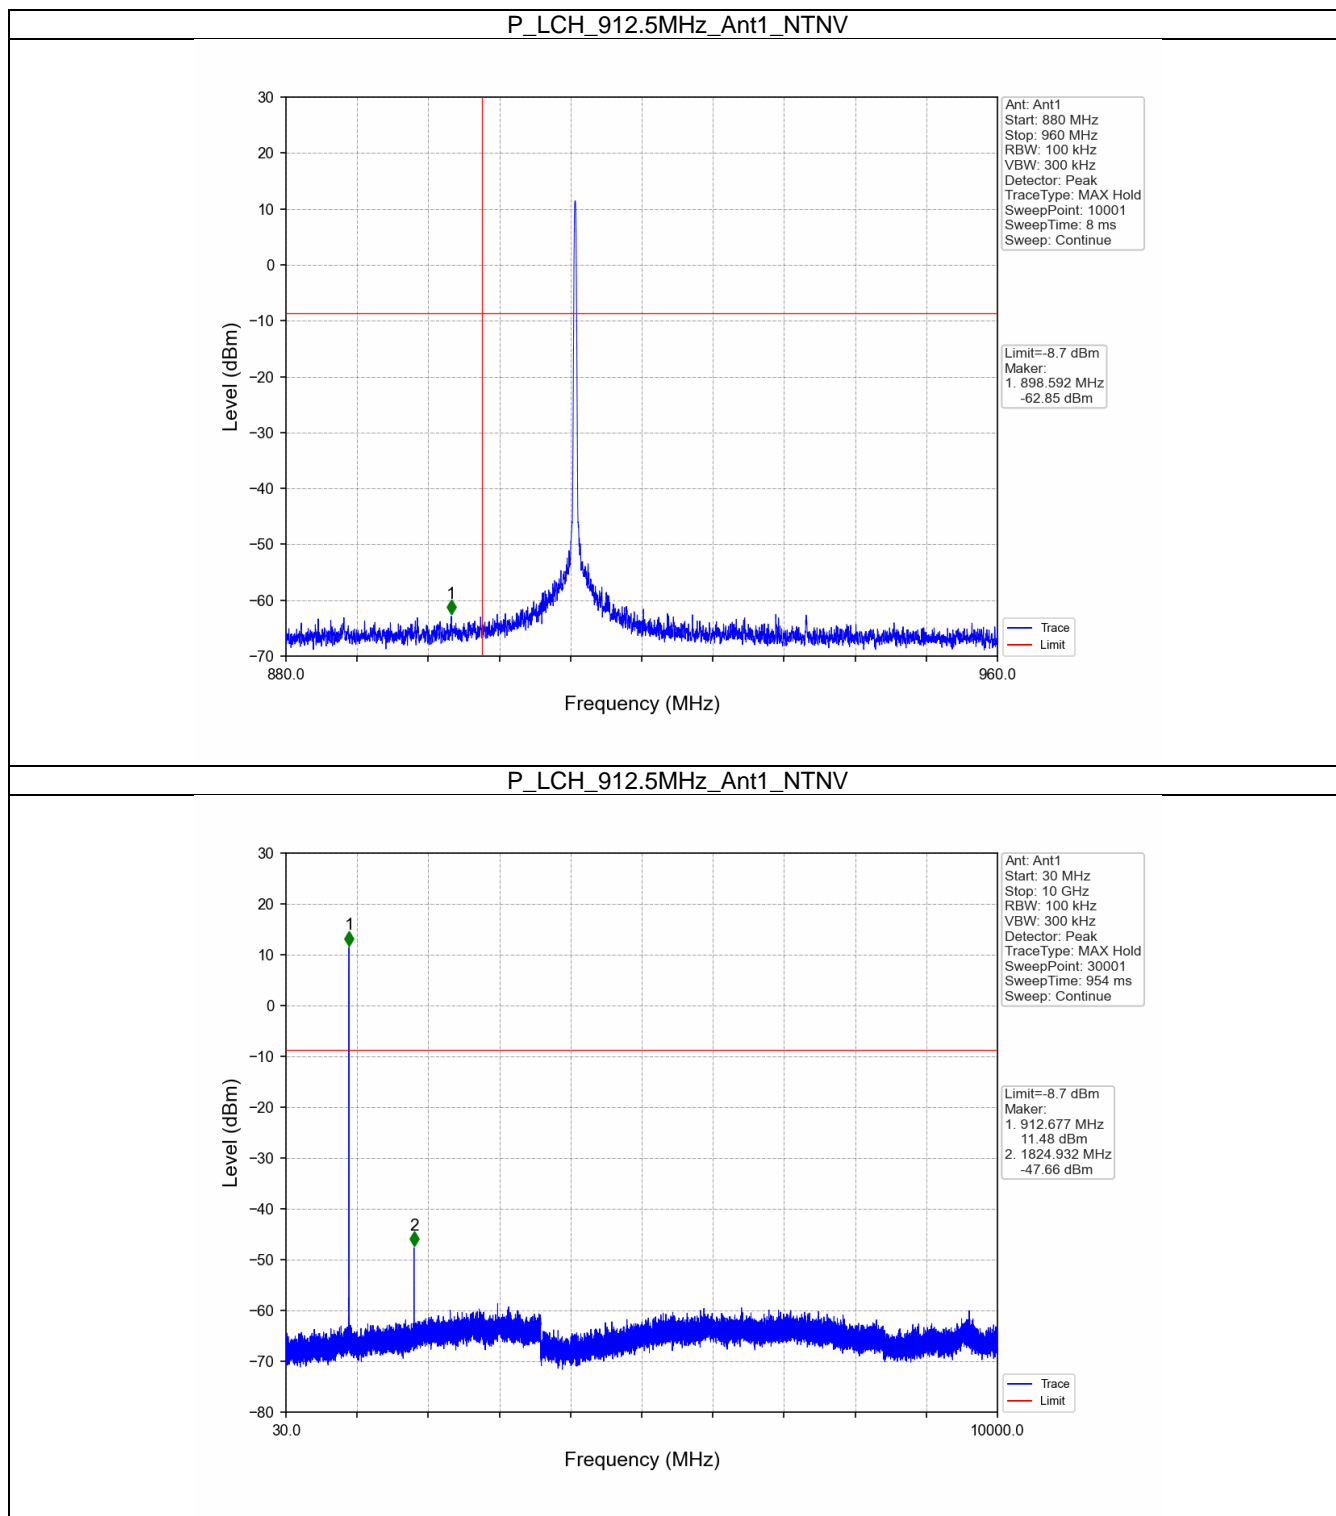 P_LCH_912.5MHz_Ant1_NTNV
30
20
10
0
−10
−20
−30
−40
−50
−60
−70
Level (dBm)
1
880.0
960.0
Frequency (MHz)
Ant: Ant1
Start: 880 MHz
Stop: 960 MHz
RBW: 100 kHz
VBW: 300 kHz
Detector: Peak
TraceType: MAX Hold
SweepPoint: 10001
SweepTime: 8 ms
Sweep: Continue
Limit=-8.7 dBm
Maker:
1. 898.592 MHz
-62.85 dBm
Trace
Limit
P_LCH_912.5MHz_Ant1_NTNV
30
20
10
0
−10
−20
−30
−40
−50
−60
−70
−80
Level (dBm)
1
2
30.0
10000.0
Frequency (MHz)
Ant: Ant1
Start: 30 MHz
Stop: 10 GHz
RBW: 100 kHz
VBW: 300 kHz
Detector: Peak
TraceType: MAX Hold
SweepPoint: 30001
SweepTime: 954 ms
Sweep: Continue
Limit=-8.7 dBm
Maker:
1. 912.677 MHz
11.48 dBm
2. 1824.932 MHz
-47.66 dBm
Trace
Limit